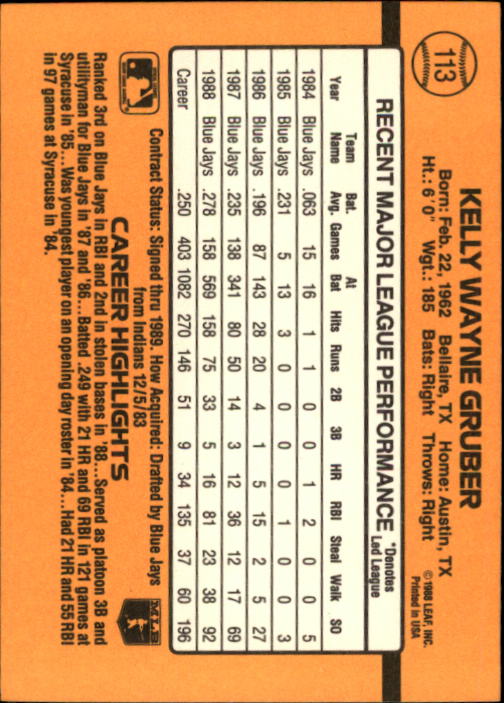 113
KELLY WAYNE GRUBER
Born: Feb. 22, 1962 Bellaire, TX Home: Austin, TX
Ht.: 6'0" Wgt.: 185 Bats: Right Throws: Right
©1988 LEAF, INC.
Printed in USA
RECENT MAJOR LEAGUE PERFORMANCE *Denotes Led League
Year Team Name Bat. Avg. Games At Bat Hits Runs 2B 3B HR RBI Steal Walk SO
1984 Blue Jays .063 15 16 1 1 0 0 1 2 0 0 5
1985 Blue Jays .231 5 13 3 0 0 0 0 1 0 0 3
1986 Blue Jays .196 87 143 28 20 4 1 5 15 2 5 27
1987 Blue Jays .235 138 341 80 50 14 3 12 36 12 17 69
1988 Blue Jays .278 158 569 158 75 33 5 16 81 23 38 92
Career .250 403 1082 270 146 51 9 34 135 37 60 196
Contract Status: Signed thru 1989. How Acquired: Drafted by Blue Jays
from Indians 12/5/83
CAREER HIGHLIGHTS
MLB
Ranked 3rd on Blue Jays in RBI and 2nd in stolen bases in '88...Served as platoon 3B and
utilityman for Blue Jays in '87 and '86...Batted .249 with 21 HR and 69 RBI in 121 games at
Syracuse in '85...Was youngest player on an opening day roster in '84...Had 21 HR and 55 RBI
in 97 games at Syracuse in '84.